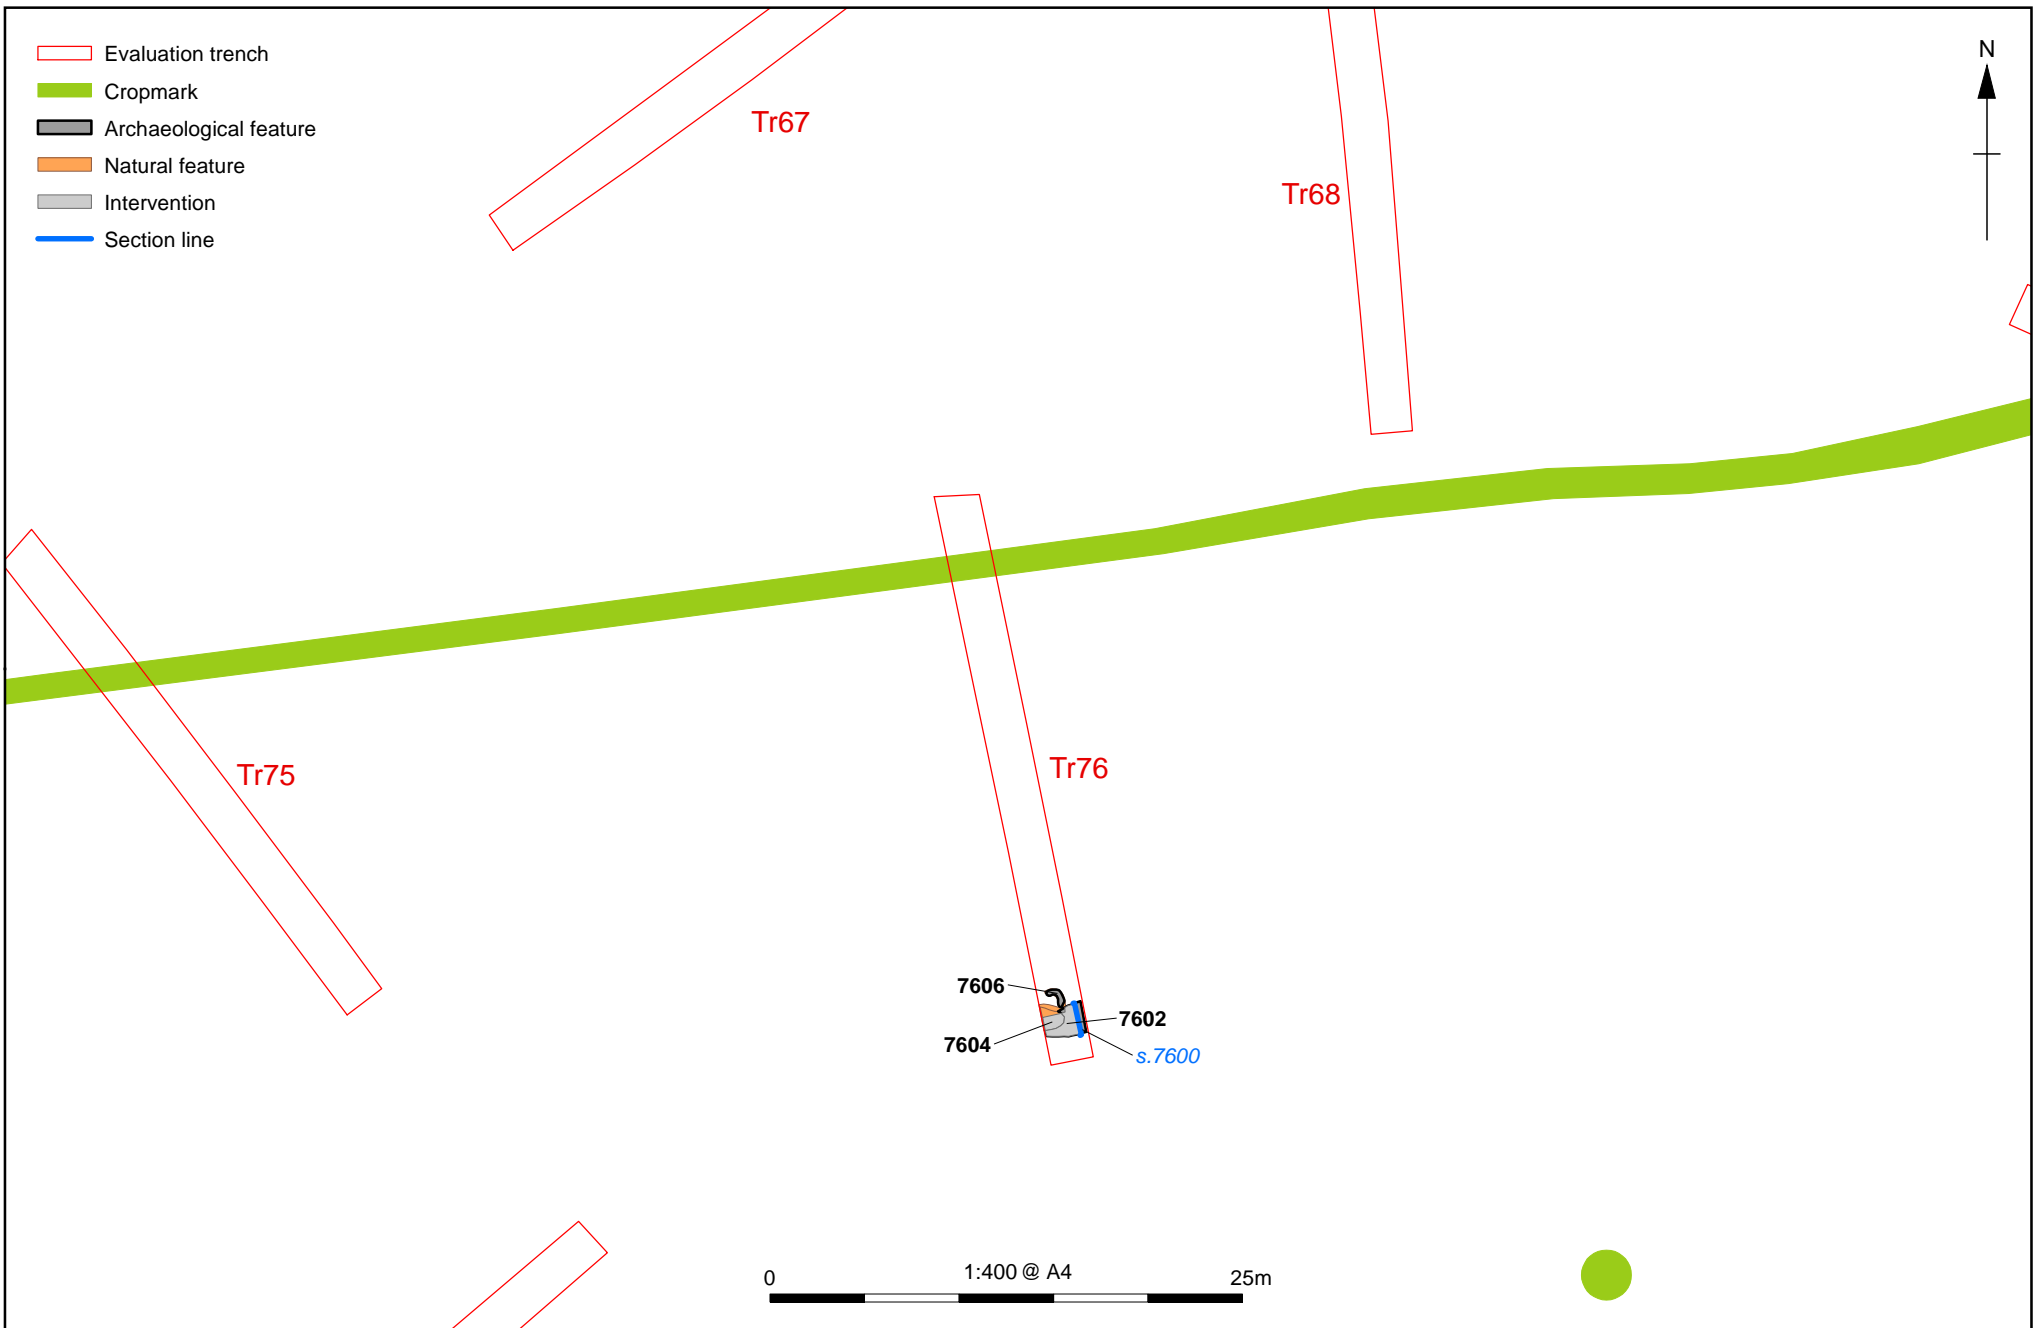 Evaluation trench
Cropmark
Archaeological feature
Natural feature
Intervention
Section line
N
Tr67
Tr68
Tr75
Tr76
7606
7602
7604
s.7600
0
1:400 @ A4
25m